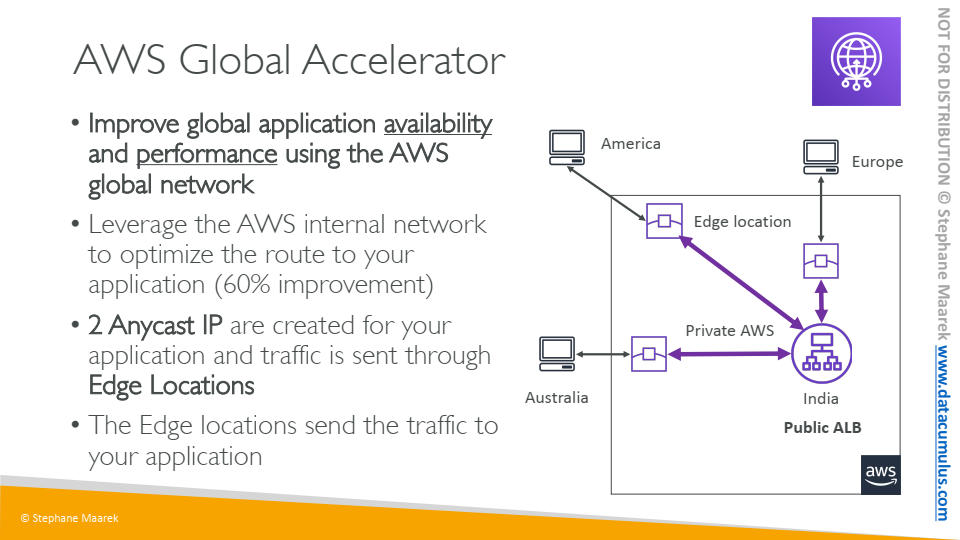 AWS Global Accelerator
• Improve global application availability
and performance using the AWS
global network
• Leverage the AWS internal network
to optimize the route to your
application (60% improvement)
• 2 Anycast IP are created for your
application and traffic is sent through
Edge Locations
• The Edge locations send the traffic to
your application
America
Europe
Edge location
Private AWS
Australia
India
Public ALB
aws
© Stephane Maarek
NOT FOR DISTRIBUTION © Stephane Maarek www.datacumulus.com